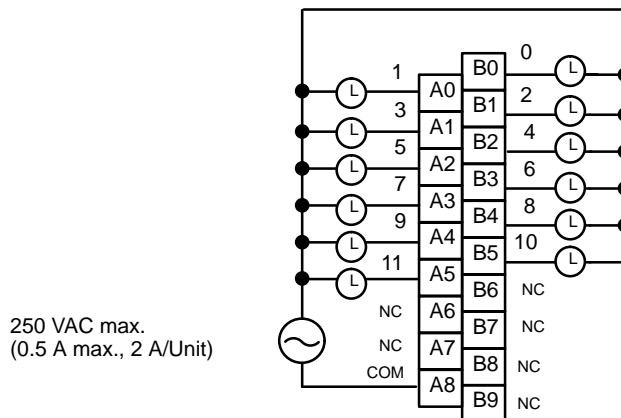 0
L
B0
1
L
A0
2
L
B1
3
L
A1
4
L
B2
5
L
A2
6
L
B3
7
L
A3
8
L
B4
9
L
A4
10
L
B5
11
L
A5
NC
B6
NC
A6
NC
B7
250 VAC max.
(0.5 A max., 2 A/Unit)
NC
A7
NC
B8
COM
A8
NC
B9